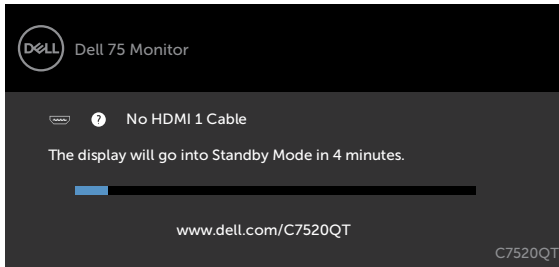 DELL
Dell 75 Monitor
? No HDMI 1 Cable
The display will go into Standby Mode in 4 minutes.
www.dell.com/C7520QT
C7520QT